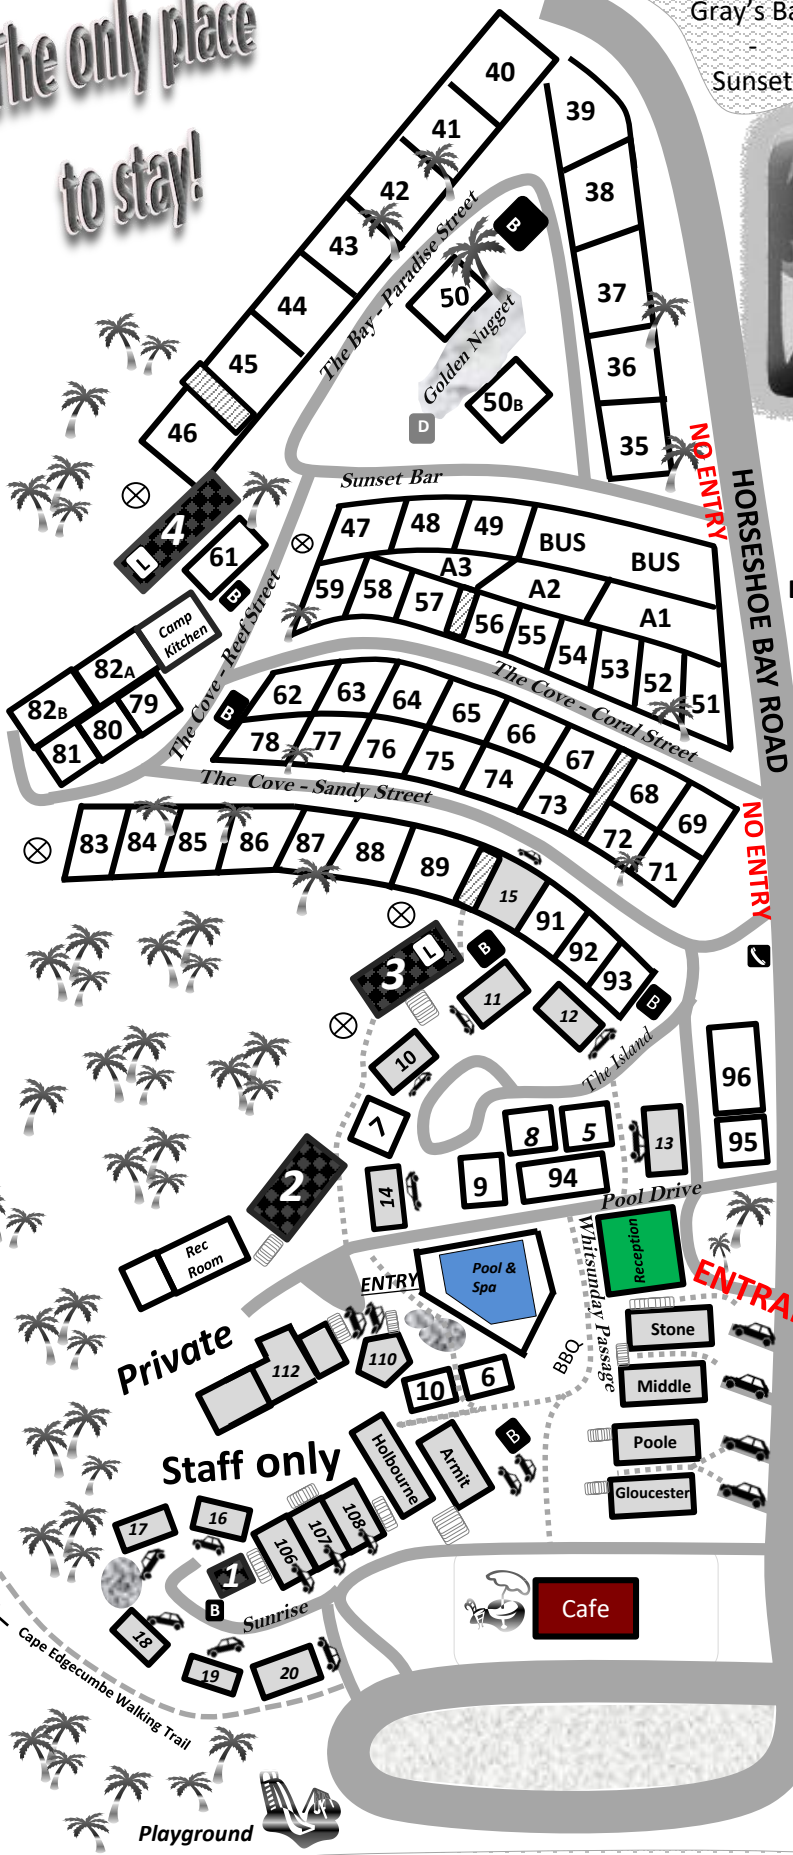 The only place
to stay!
Gray's Ba
-
Sunset
40
39
41
38
42
43
The Bay - Paradise Street
B
50
37
44
Golden Nugget
45
36
50B
D
46
35
NO ENTRY
HORSESHOE BAY ROAD
Sunset Bar
4
L
61
B
47
48
49
BUS
BUS
A3
A2
A1
59
58
57
56
55
54
53
52
51
Camp
Kitchen
82A
82B
79
80
81
The Cove - Reef Street
The Cove - Coral Street
B
62
63
64
65
66
67
68
69
78
77
76
75
74
73
72
71
The Cove - Sandy Street
NO ENTRY
83
84
85
86
87
88
89
15
91
92
93
3
L
B
B
11
12
10
The Island
96
95
7
8
5
13
9
94
14
2
Pool Drive
Rec
Room
Reception
ENTRA
Pool &
Spa
ENTRY
Whitsunday Passage
Private
112
110
10
6
BBQ
Stone
Middle
Poole
Gloucester
Staff only
Holbourne
Armit
B
17
16
106
107
108
1
B
Sunrise
18
19
20
Cafe
Cape Edgecumbe Walking Trail
Playground